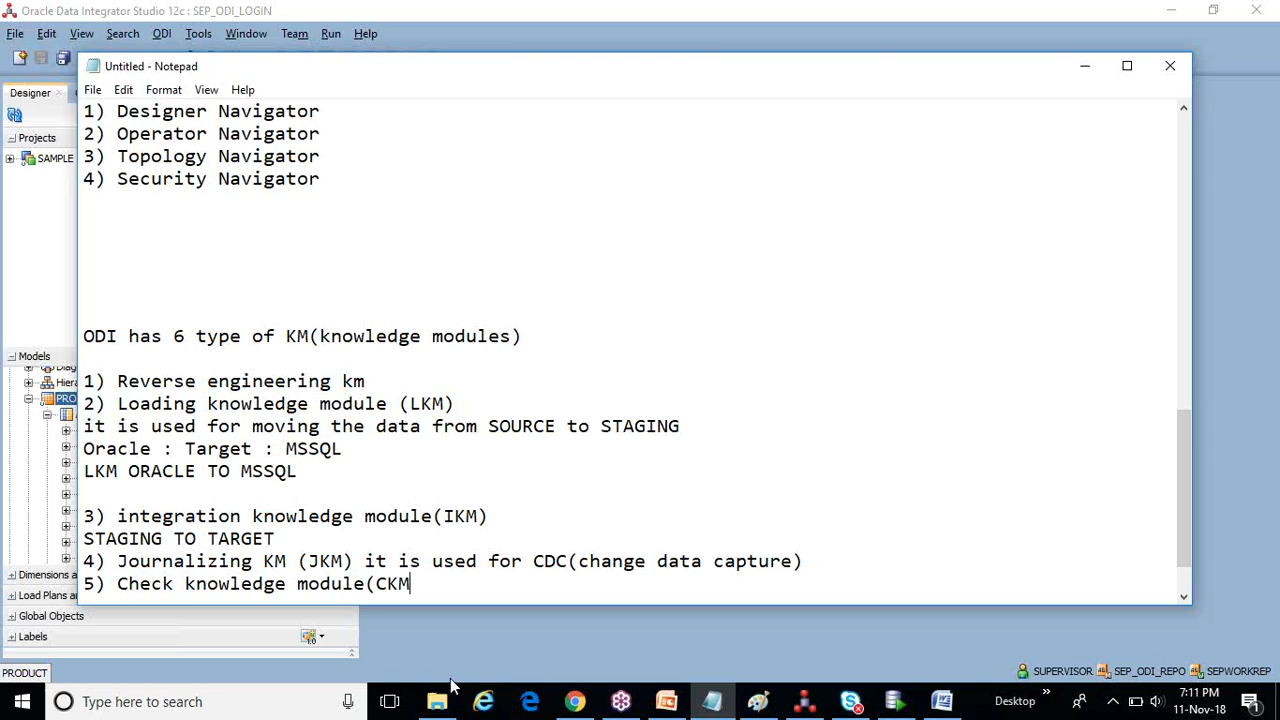 Oracle Data Integrator Studio 12c : SEP_ODI_LOGIN
File Edit View Search ODI Tools Window Team Run Help
Untitled - Notepad
File Edit Format View Help
Designer
Projects
SAMPLE
Models
Hiera
PRO
Dimensions a
Load Plans an
Global Objects
Labels
1) Designer Navigator
2) Operator Navigator
3) Topology Navigator
4) Security Navigator
ODI has 6 type of KM(knowledge modules)
1) Reverse engineering km
2) Loading knowledge module (LKM)
it is used for moving the data from SOURCE to STAGING
Oracle : Target : MSSQL
LKM ORACLE TO MSSQL
3) integration knowledge module(IKM)
STAGING TO TARGET
4) Journalizing KM (JKM) it is used for CDC(change data capture)
5) Check knowledge module(CKM
PRODUCT
SUPERVISOR SEP_ODI_REPO SEPWORKREP
Type here to search
Desktop
7:11 PM
11-Nov-18